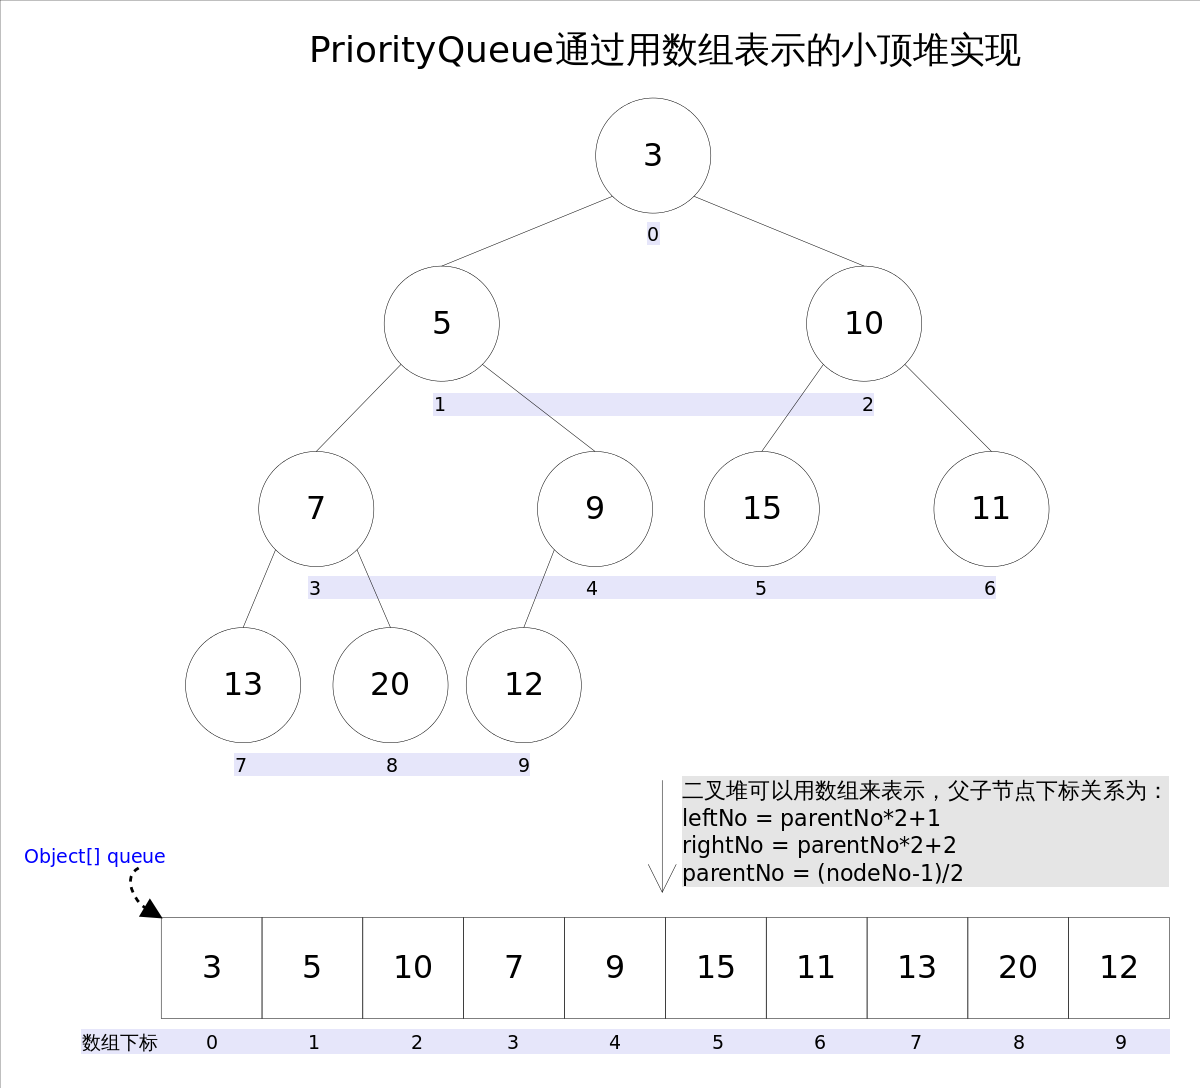 PriorityQueue通过用数组表示的小顶堆实现
3
0
5
10
1
2
7
9
15
11
3
4
5
6
13
20
12
7
8
9
二叉堆可以用数组来表示，父子节点下标关系为：
leftNo = parentNo*2+1
rightNo = parentNo*2+2
parentNo = (nodeNo-1)/2
Object[] queue
3 5 10 7 9 15 11 13 20 12
数组下标 0 1 2 3 4 5 6 7 8 9